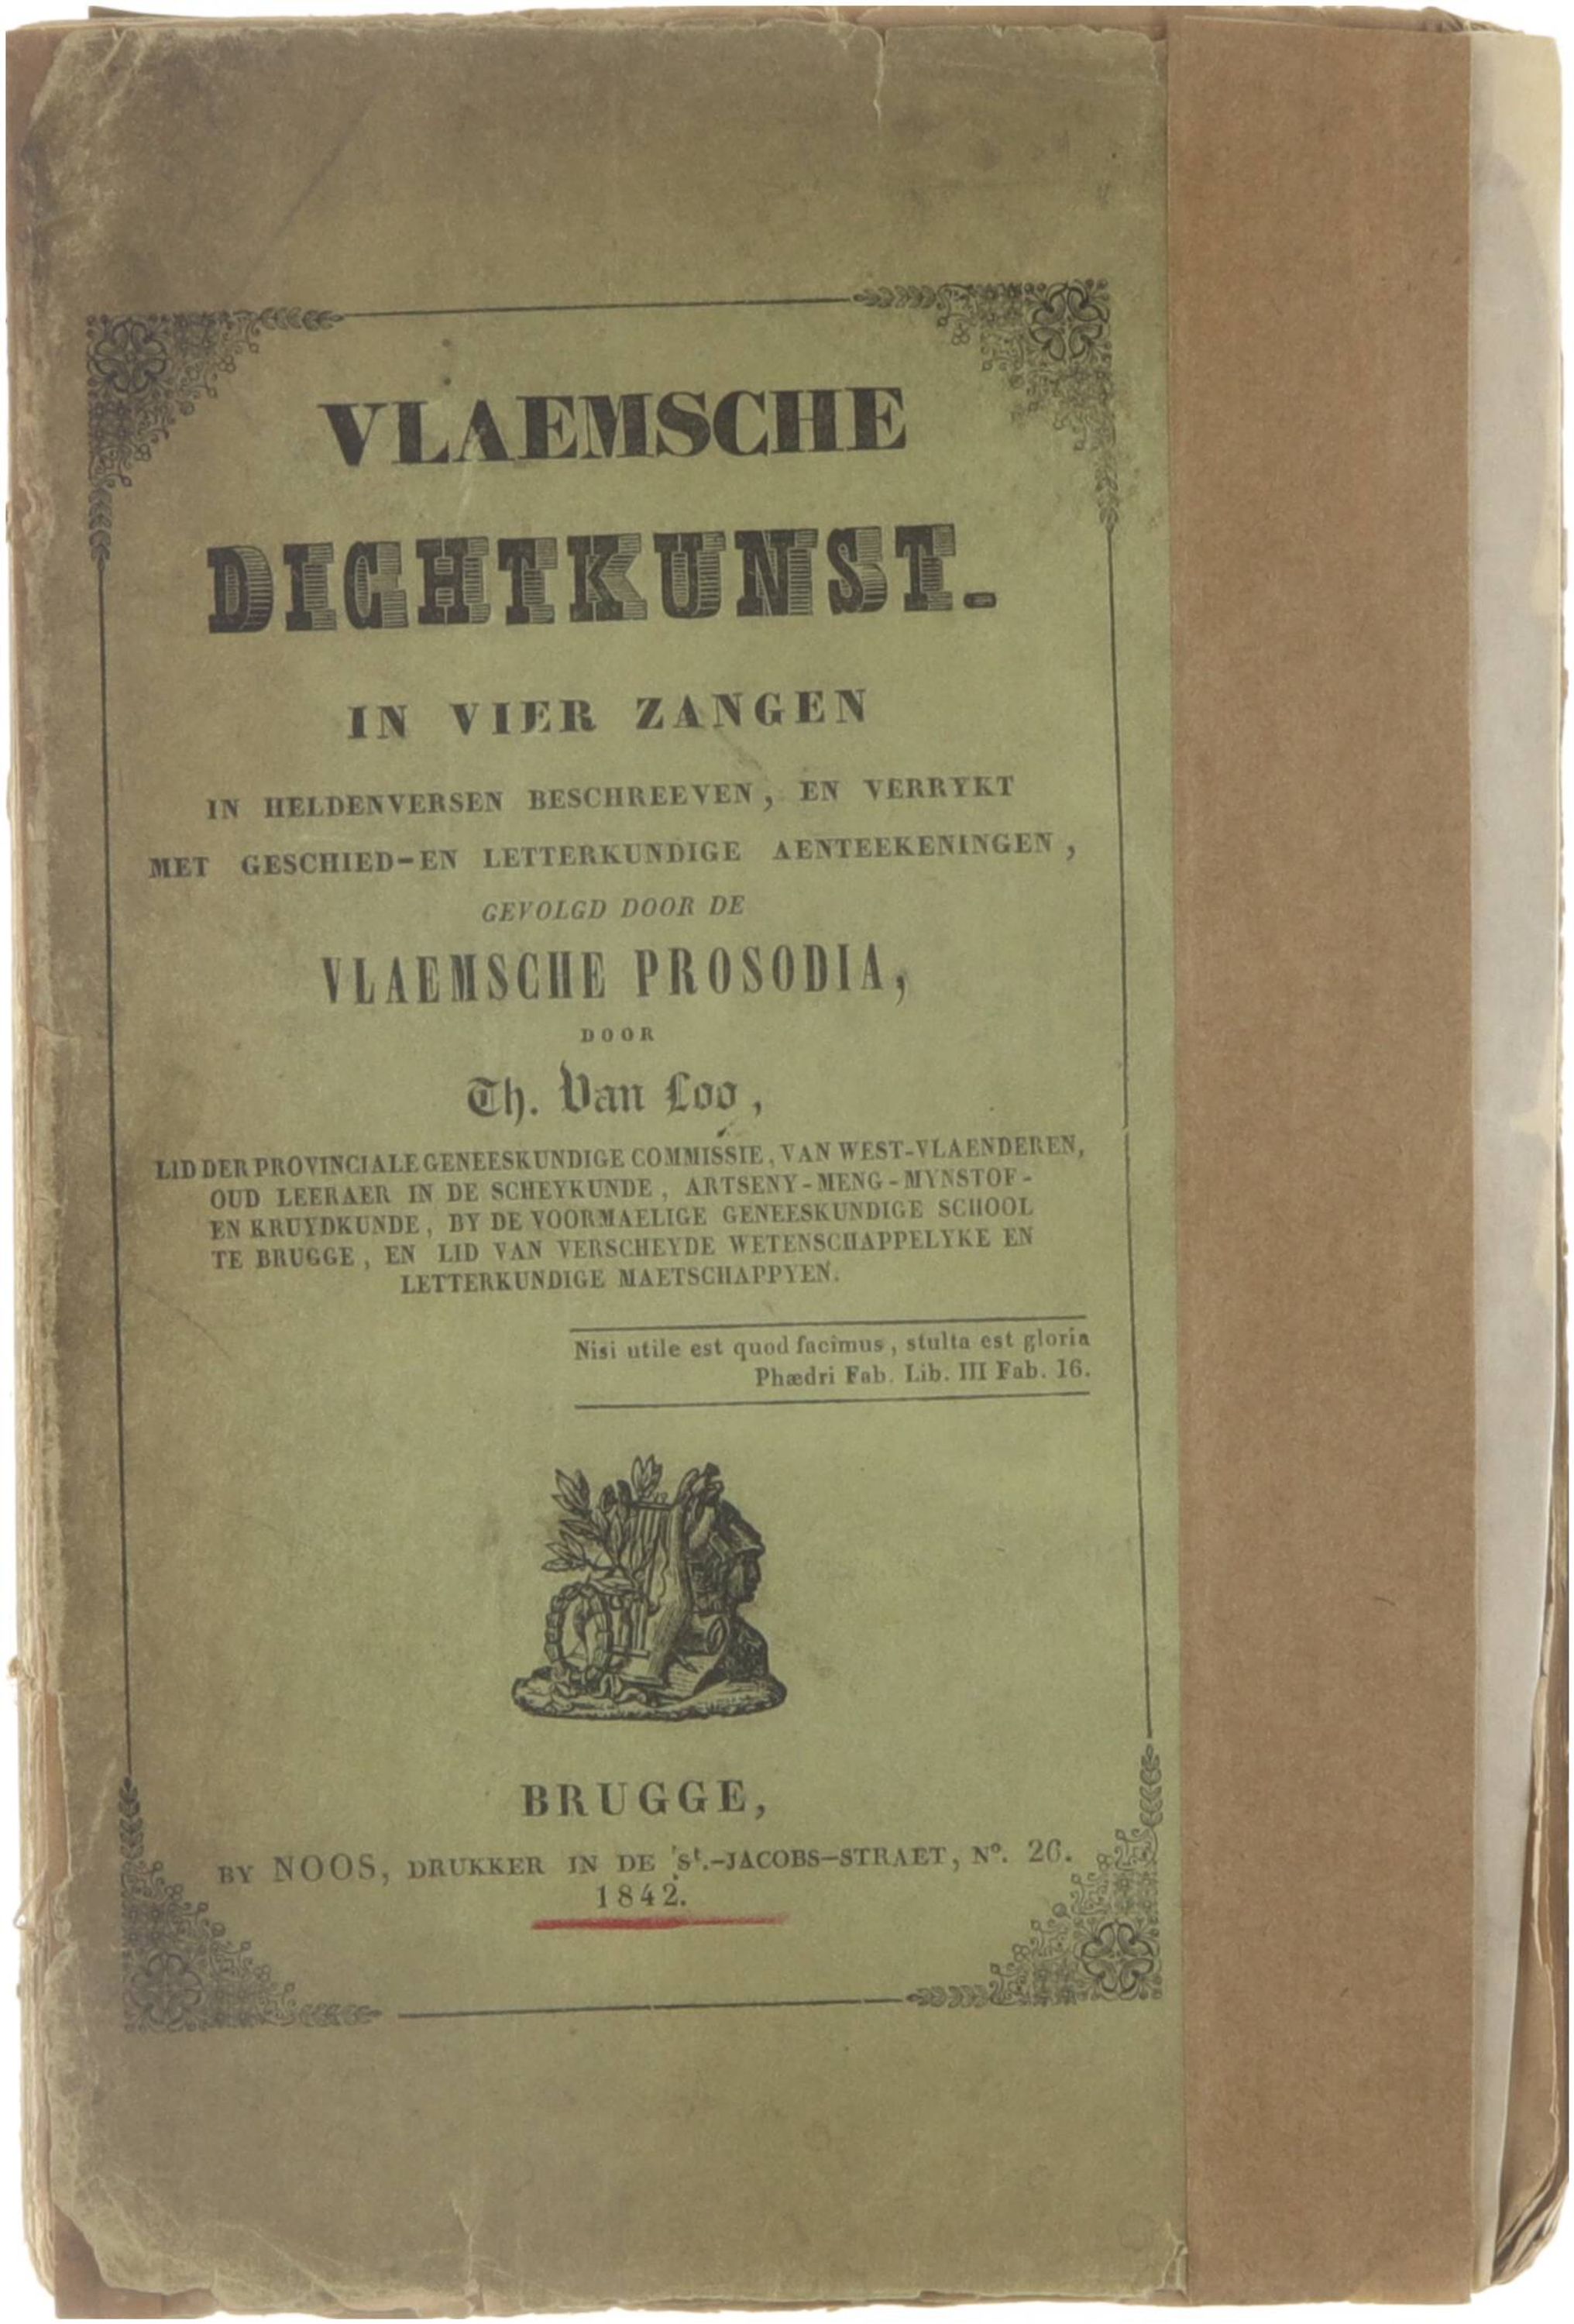 VLAEMSCHE
DICHTKUNST.
IN VIER ZANGEN
IN HELDENVERSEN BESCHREEVEN, EN VERRYKT
MET GESCHIED-EN LETTERKUNDIGE AENTEEKENINGEN,
GEVOLGD DOOR DE
VLAEMSCHE PROSODIA,
DOOR
Th. Van Loo,
LID DER PROVINCIALE GENEESKUNDIGE COMMISSIE, VAN WEST-VLAENDEREN,
OUD LEERAER IN DE SCHEYKUNDE, ARTSENY-MENG-MYNSTOF-
EN KRUYDKUNDE, BY DE VOORMAELIGE GENEESKUNDIGE SCHOOL
TE BRUGGE, EN LID VAN VERSCHEYDE WETENSCHAPPELYKE EN
LETTERKUNDIGE MAETSCHAPPYEN.
Nisi utile est quod facimus, stulta est gloria
Phædri Fab. Lib. III Fab. 16.
BRUGGE,
BY NOOS, DRUKKER IN DE 'St.-JACOBS-STRAET, No. 26.
1842.